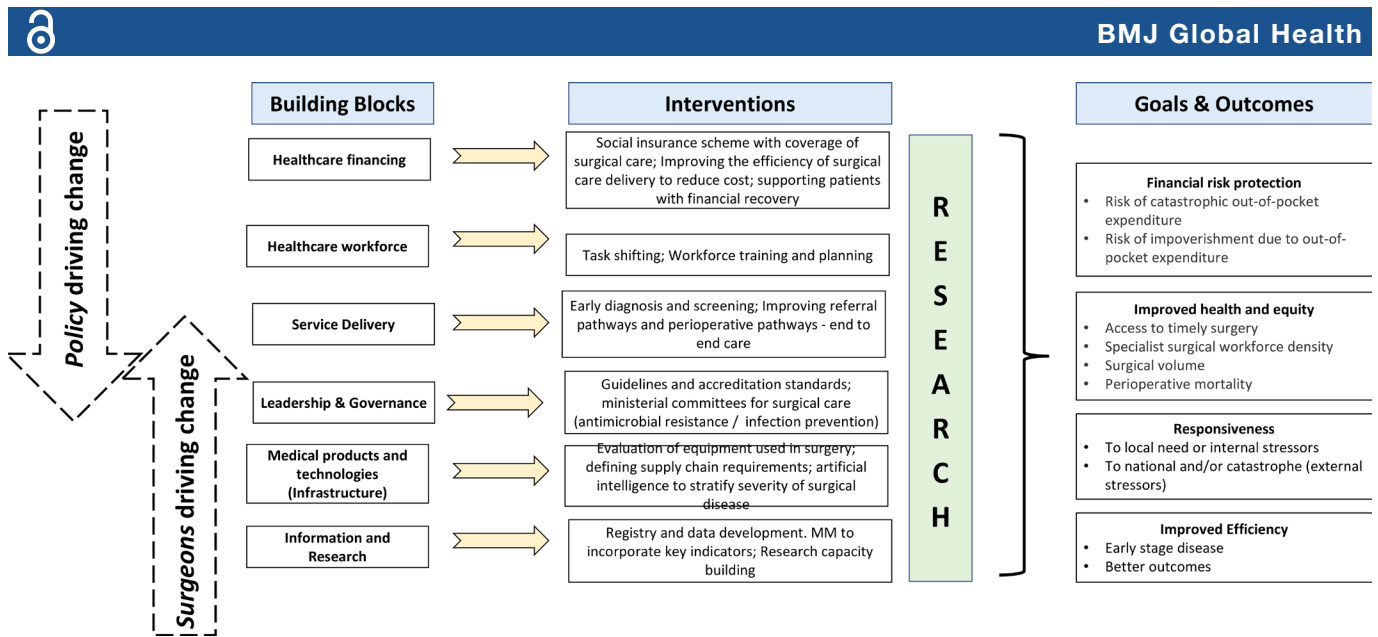 BMJ Global Health
Policy driving change
Surgeons driving change
Building Blocks
Interventions
Goals & Outcomes
Healthcare financing
Social insurance scheme with coverage of
surgical care; Improving the efficiency of surgical
care delivery to reduce cost; supporting patients
with financial recovery
Healthcare workforce
Task shifting; Workforce training and planning
Service Delivery
Early diagnosis and screening; Improving referral
pathways and perioperative pathways - end to
end care
Leadership & Governance
Guidelines and accreditation standards;
ministerial committees for surgical care
(antimicrobial resistance / infection prevention)
Medical products and
technologies
(Infrastructure)
Evaluation of equipment used in surgery;
defining supply chain requirements; artificial
intelligence to stratify severity of surgical
disease
Information and
Research
Registry and data development. MM to
incorporate key indicators; Research capacity
building
R
E
S
E
A
R
C
H
Financial risk protection
• Risk of catastrophic out-of-pocket
expenditure
• Risk of impoverishment due to out-of-
pocket expenditure
Improved health and equity
• Access to timely surgery
• Specialist surgical workforce density
• Surgical volume
• Perioperative mortality
Responsiveness
• To local need or internal stressors
• To national and/or catastrophe (external
stressors)
Improved Efficiency
• Early stage disease
• Better outcomes